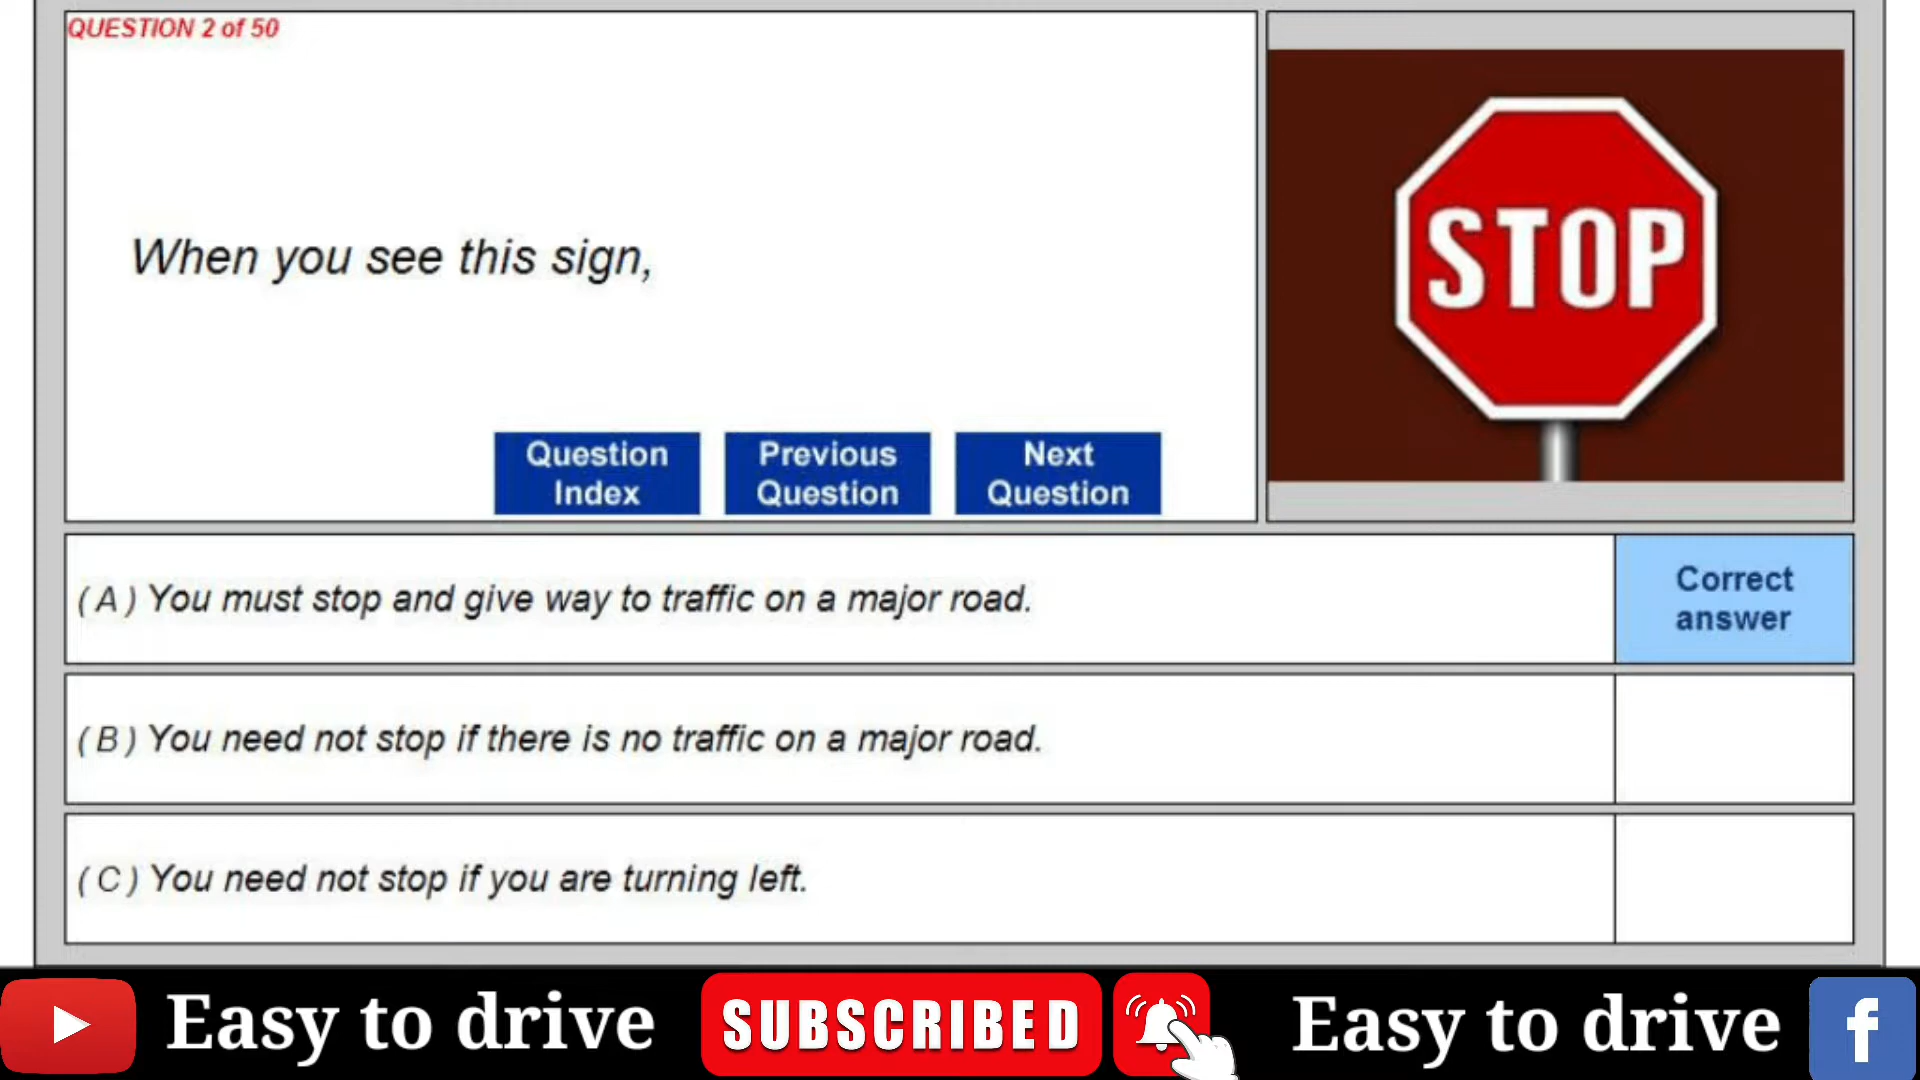 QUESTION 2 of 50
When you see this sign,
STOP
Question
Index
Previous
Question
Next
Question
( A ) You must stop and give way to traffic on a major road.
Correct
answer
( B ) You need not stop if there is no traffic on a major road.
( C ) You need not stop if you are turning left.
Easy to drive
SUBSCRIBED
Easy to drive
f